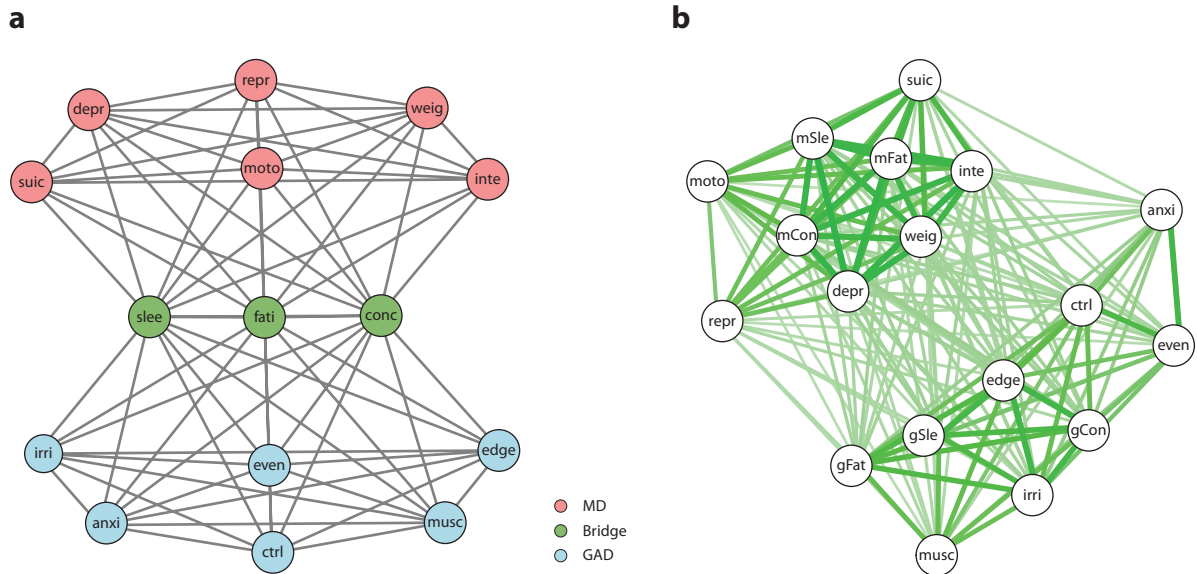 a
b
repr
depr
weig
moto
suic
inte
slee
fati
conc
irri
even
edge
anxi
musc
ctrl
MD
Bridge
GAD
suic
mSle
mFat
inte
moto
anxi
mCon
weig
depr
ctrl
repr
even
edge
gSle
gCon
gFat
irri
musc